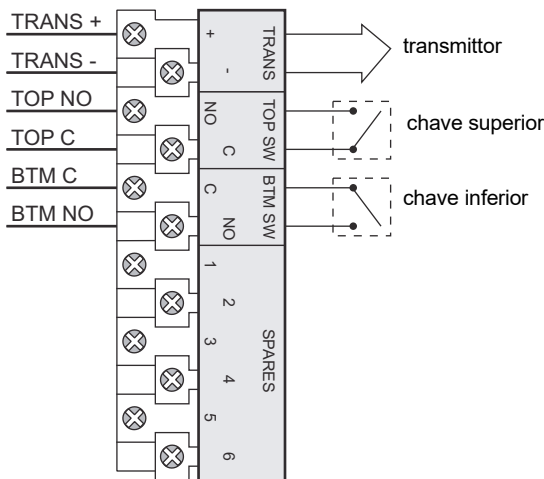 TRANS +
TRANS -
TOP NO
TOP C
BTM C
BTM NO
+
-
TRANS
NO
C
TOP SW
C
NO
BTM SW
1
2
3
4
5
6
SPARES
transmittor
chave superior
chave inferior